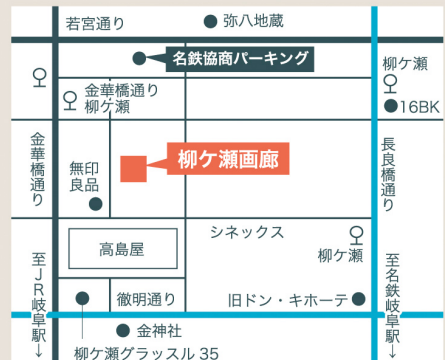 若宮通り
弥八地蔵
名鉄協商パーキング
柳ケ瀬
金華橋通り
柳ケ瀬
16BK
金華橋通り
柳ケ瀬画廊
長良橋通り
無印
良品
シネックス
柳ケ瀬
高島屋
至JR岐阜駅↓
徹明通り
旧ドン・キホーテ
至名鉄岐阜駅↓
金神社
柳ケ瀬グラッスル 35